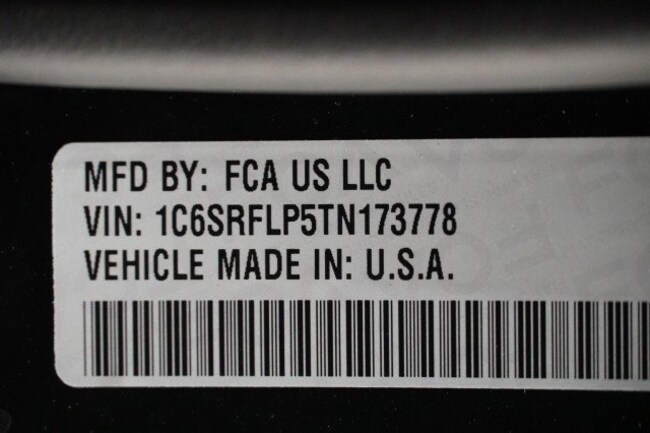 MFD BY: FCA US LLC
VIN: 1C6SRFLP5TN173778
VEHICLE MADE IN: U.S.A.